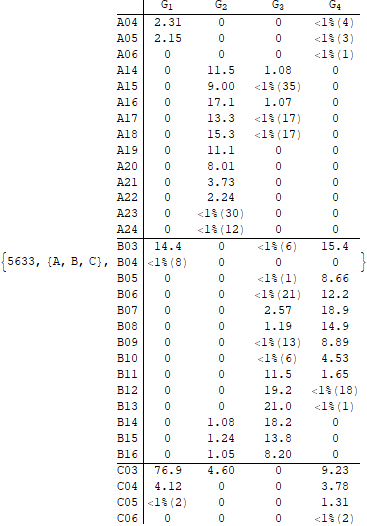 G1 G2 G3 G4
A04 2.31 0 0 <1%(4)
A05 2.15 0 0 <1%(3)
A06 0 0 0 <1%(1)
A14 0 11.5 1.08 0
A15 0 9.00 <1%(35) 0
A16 0 17.1 1.07 0
A17 0 13.3 <1%(17) 0
A18 0 15.3 <1%(17) 0
A19 0 11.1 0 0
A20 0 8.01 0 0
A21 0 3.73 0 0
A22 0 2.24 0 0
A23 0 <1%(30) 0 0
A24 0 <1%(12) 0 0
B03 14.4 0 <1%(6) 15.4
{5633, {A, B, C}, B04 <1%(8) 0 0 0 }
B05 0 0 <1%(1) 8.66
B06 0 0 <1%(21) 12.2
B07 0 0 2.57 18.9
B08 0 0 1.19 14.9
B09 0 0 <1%(13) 8.89
B10 0 0 <1%(6) 4.53
B11 0 0 11.5 1.65
B12 0 0 19.2 <1%(18)
B13 0 0 21.0 <1%(1)
B14 0 1.08 18.2 0
B15 0 1.24 13.8 0
B16 0 1.05 8.20 0
C03 76.9 4.60 0 9.23
C04 4.12 0 0 3.78
C05 <1%(2) 0 0 1.31
C06 0 0 0 <1%(2)